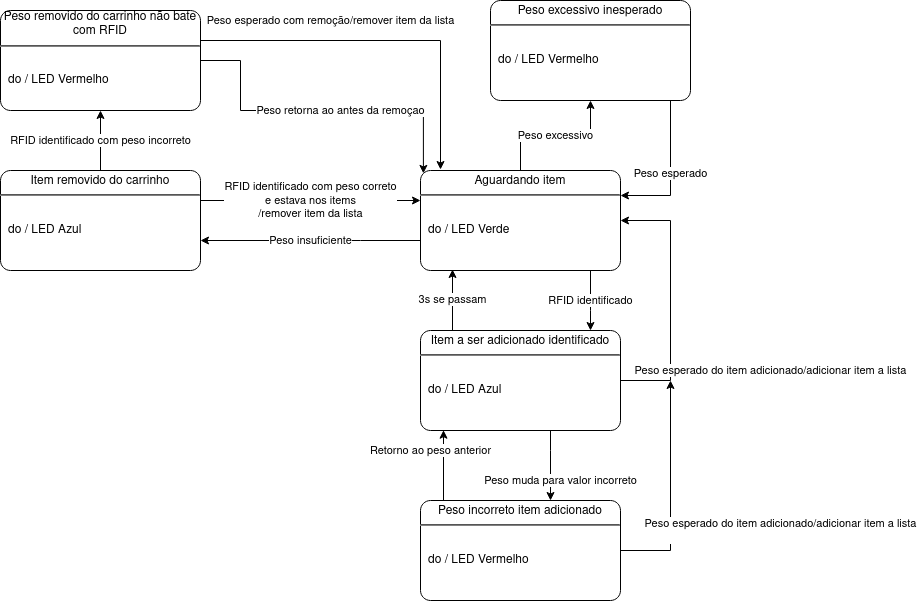 Peso removido do carrinho não bate
com RFID
do / LED Vermelho
Peso esperado com remoção/remover item da lista
Peso excessivo inesperado
do / LED Vermelho
Peso retorna ao antes da remoçao
Peso excessivo
RFID identificado com peso incorreto
Peso esperado
Item removido do carrinho
do / LED Azul
RFID identificado com peso correto
e estava nos items
/remover item da lista
Peso insuficiente
Aguardando item
do / LED Verde
3s se passam
RFID identificado
Item a ser adicionado identificado
do / LED Azul
Peso esperado do item adicionado/adicionar item a lista
Retorno ao peso anterior
Peso muda para valor incorreto
Peso incorreto item adicionado
do / LED Vermelho
Peso esperado do item adicionado/adicionar item a lista